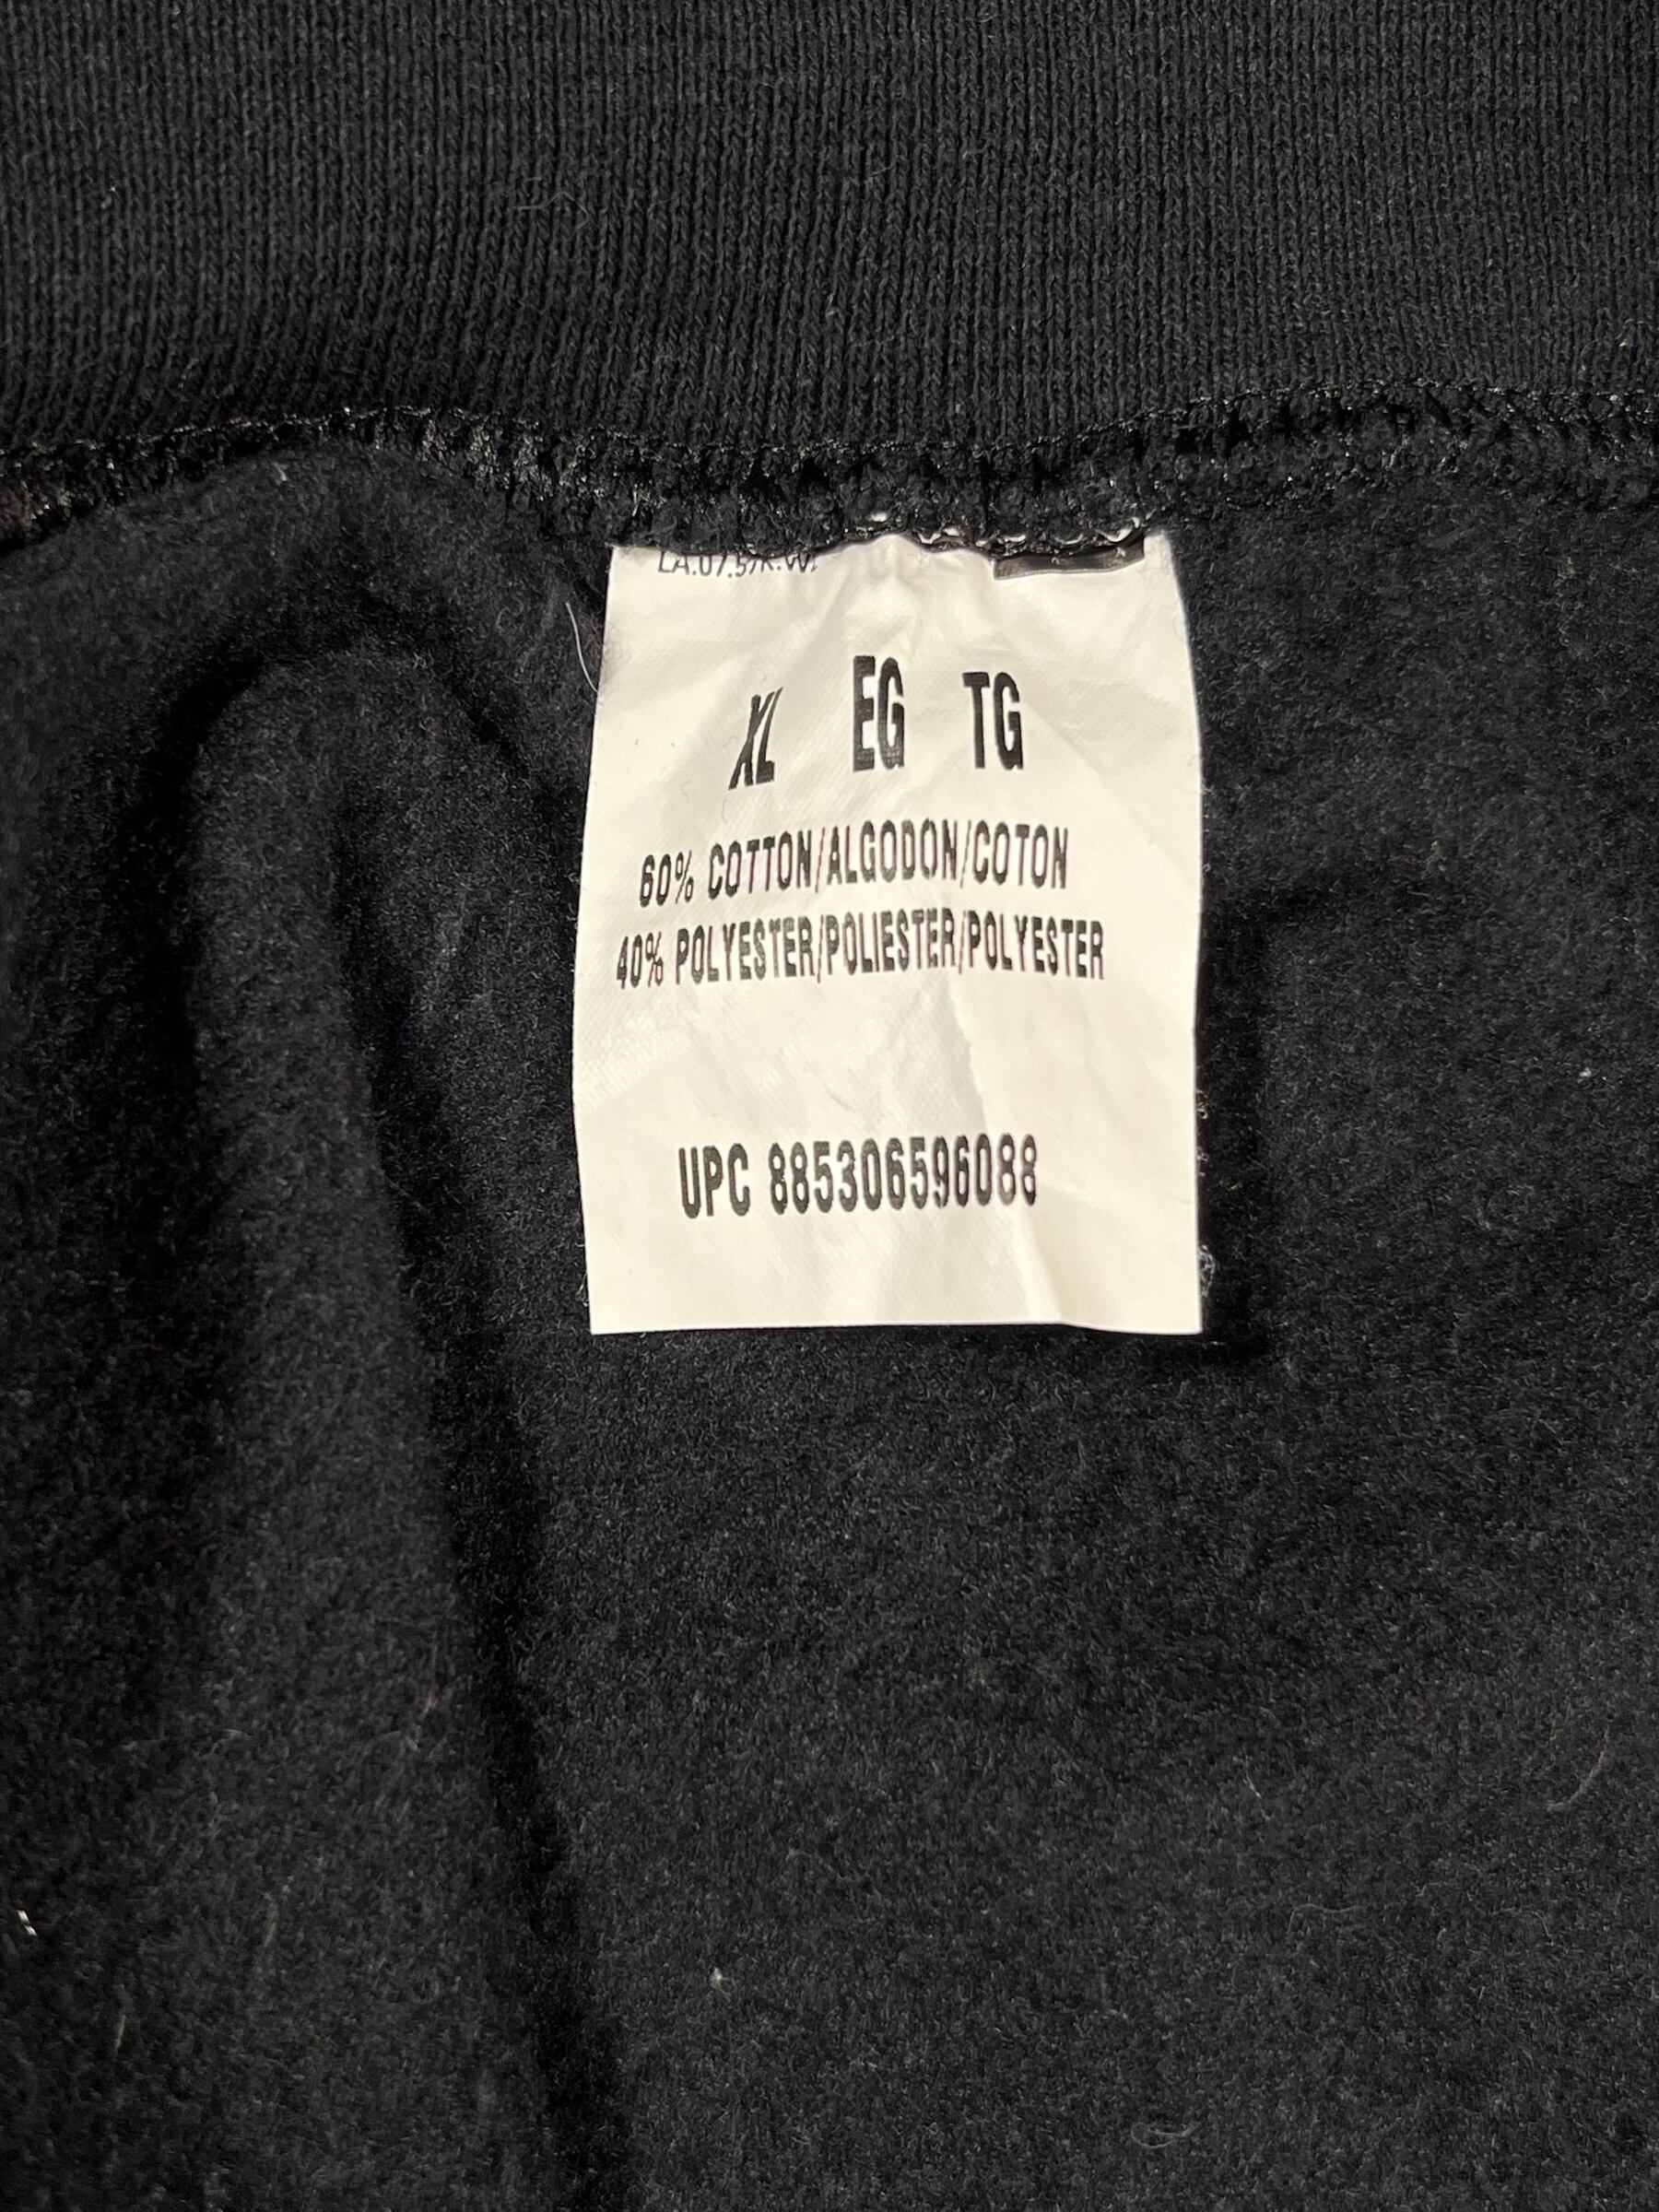 XL EG TG
60% COTTON/ALGODON/COTON
40% POLYESTER/POLIESTER/POLYESTER
UPC 885306596088